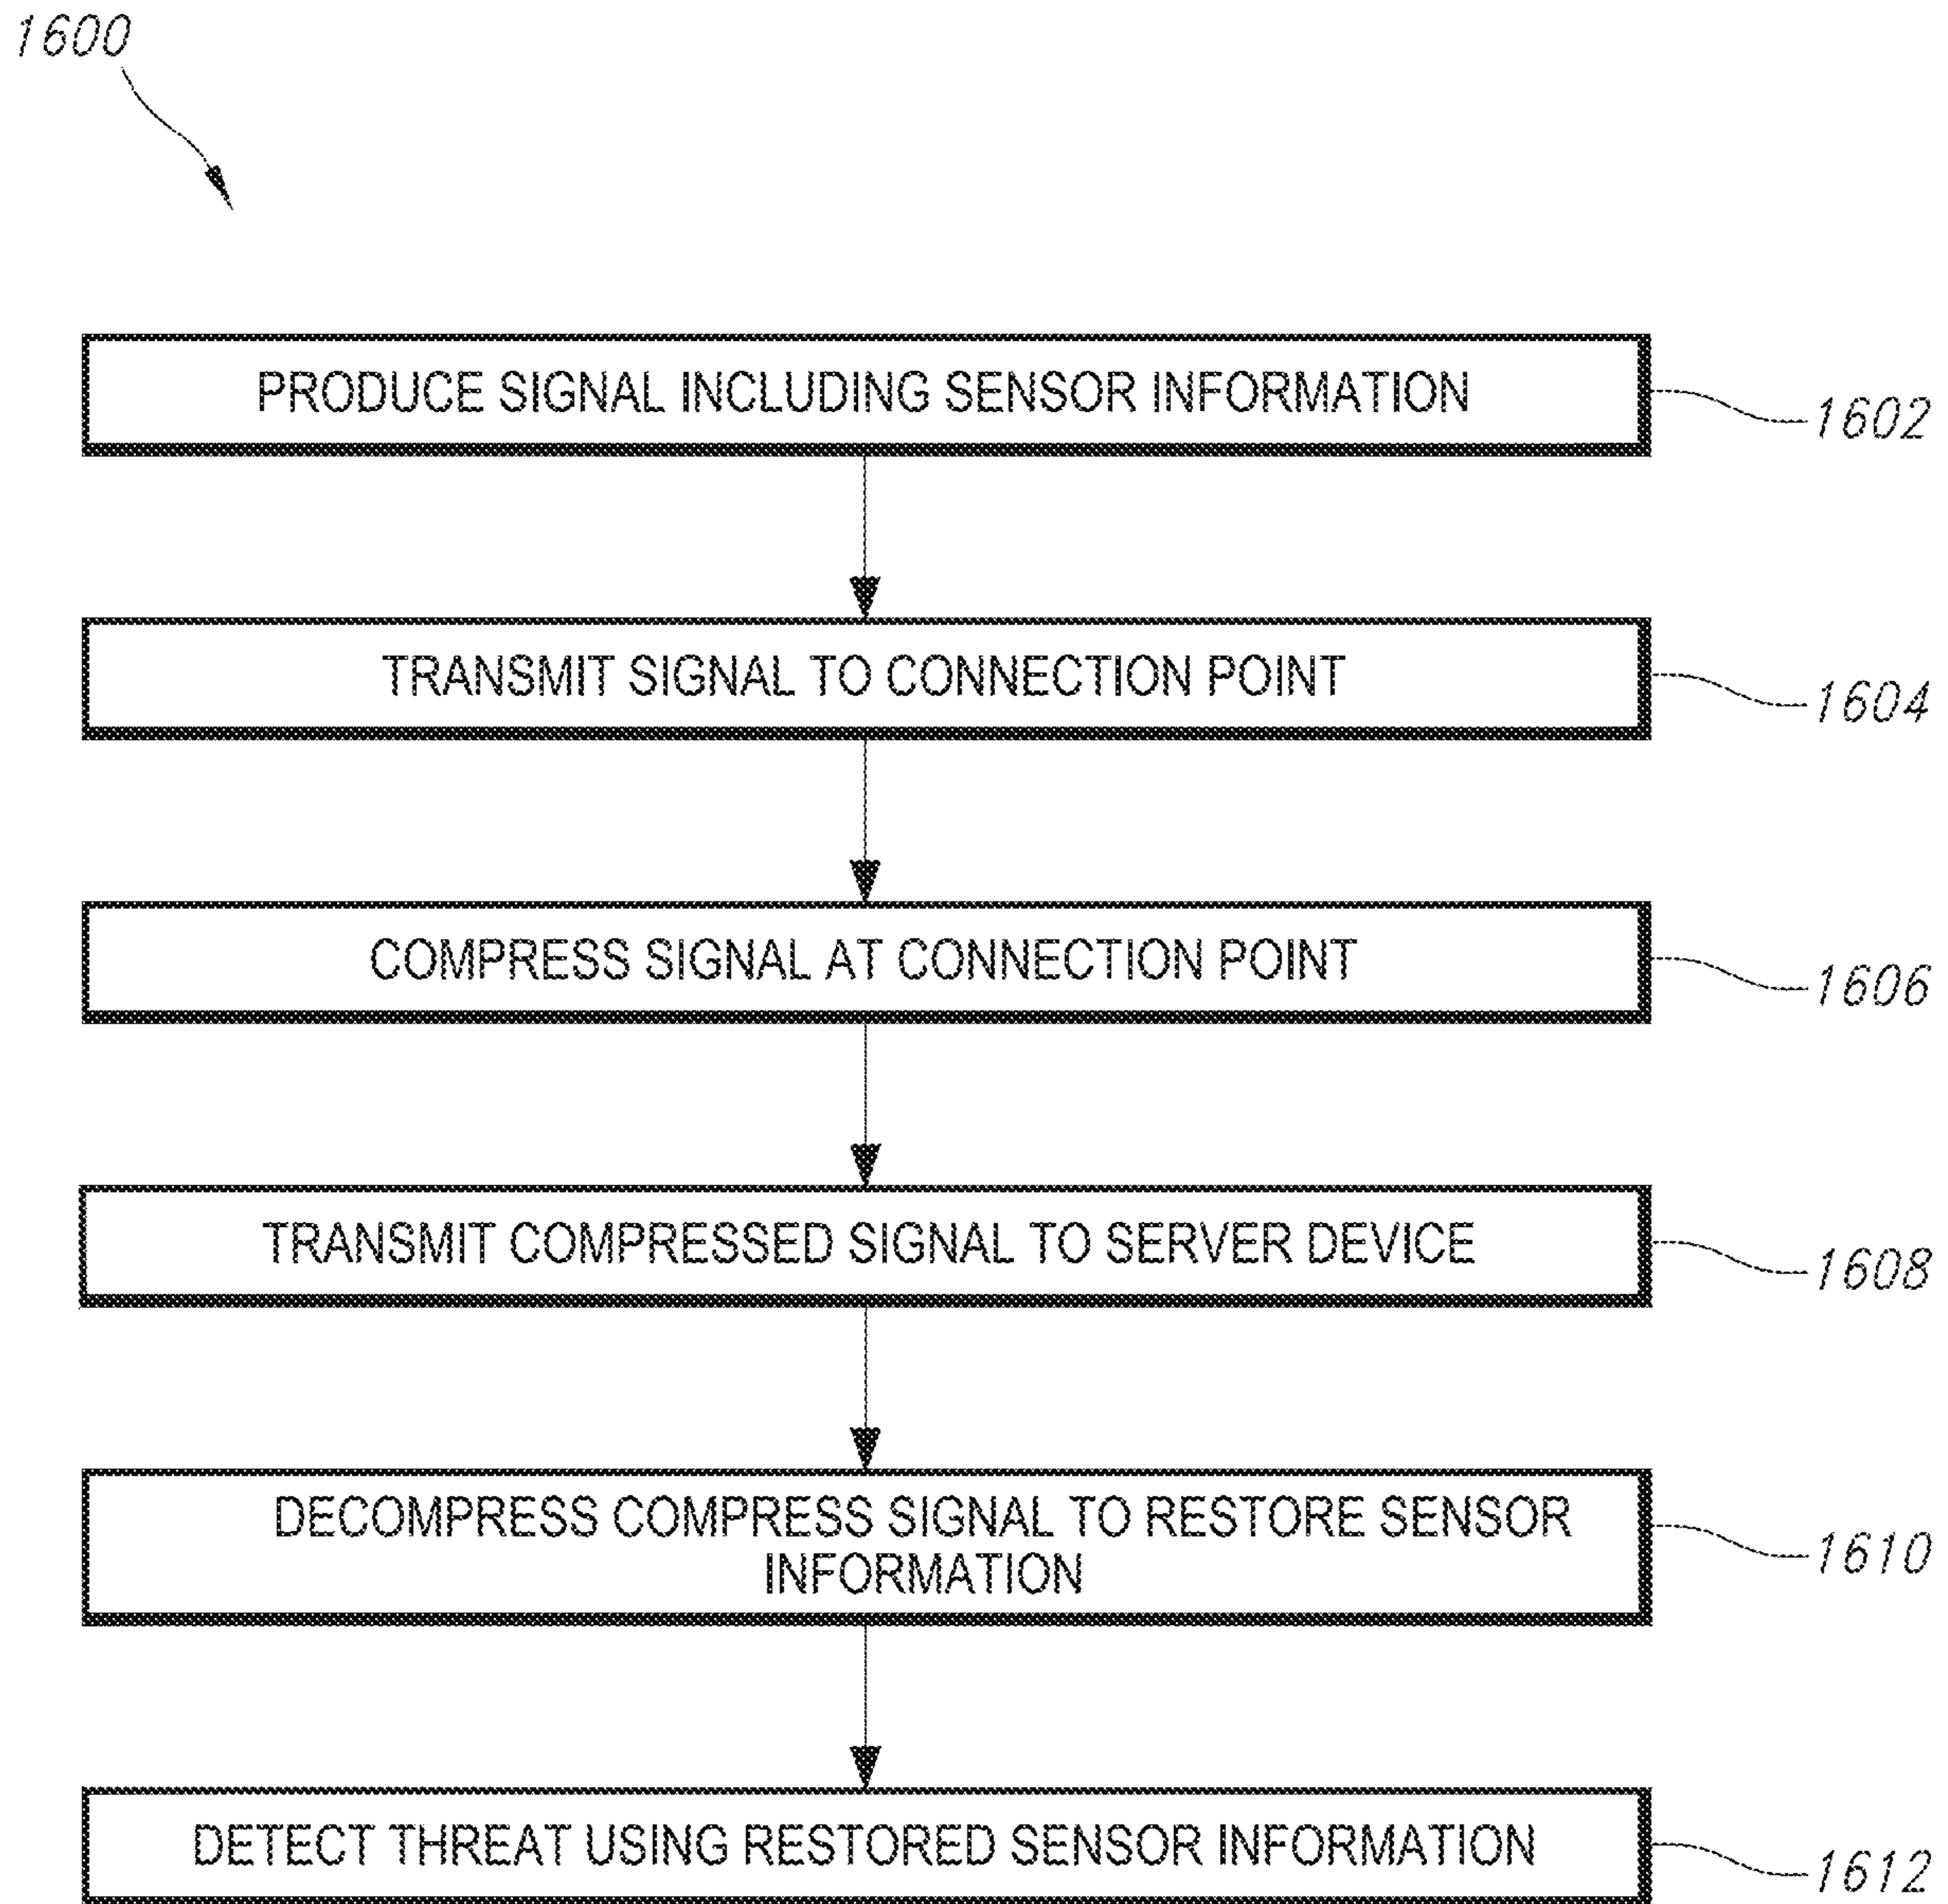 1600
PRODUCE SIGNAL INCLUDING SENSOR INFORMATION
1602
TRANSMIT SIGNAL TO CONNECTION POINT
1604
COMPRESS SIGNAL AT CONNECTION POINT
1606
TRANSMIT COMPRESSED SIGNAL TO SERVER DEVICE
1608
DECOMPRESS COMPRESS SIGNAL TO RESTORE SENSOR
INFORMATION
1610
DETECT THREAT USING RESTORED SENSOR INFORMATION
1612